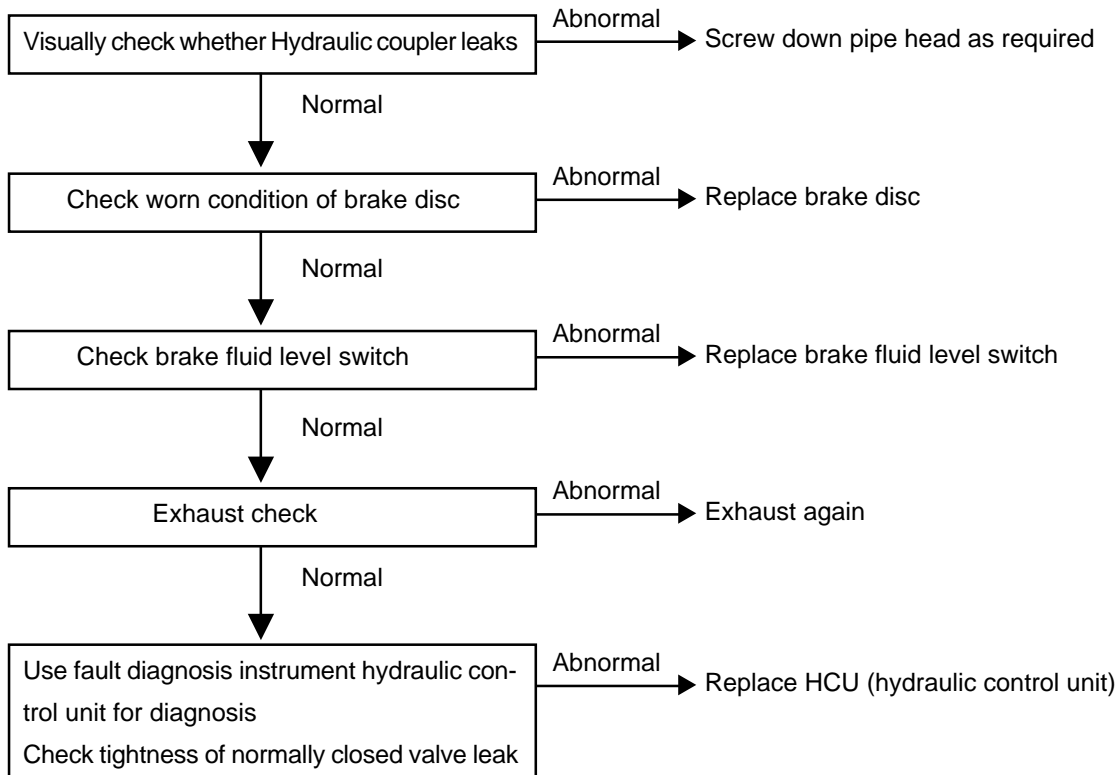 Abnormal
Visually check whether Hydraulic coupler leaks
Screw down pipe head as required
Normal
Abnormal
Check worn condition of brake disc
Replace brake disc
Normal
Abnormal
Check brake fluid level switch
Replace brake fluid level switch
Normal
Abnormal
Exhaust check
Exhaust again
Normal
Use fault diagnosis instrument hydraulic con-
trol unit for diagnosis
Check tightness of normally closed valve leak
Abnormal
Replace HCU (hydraulic control unit)